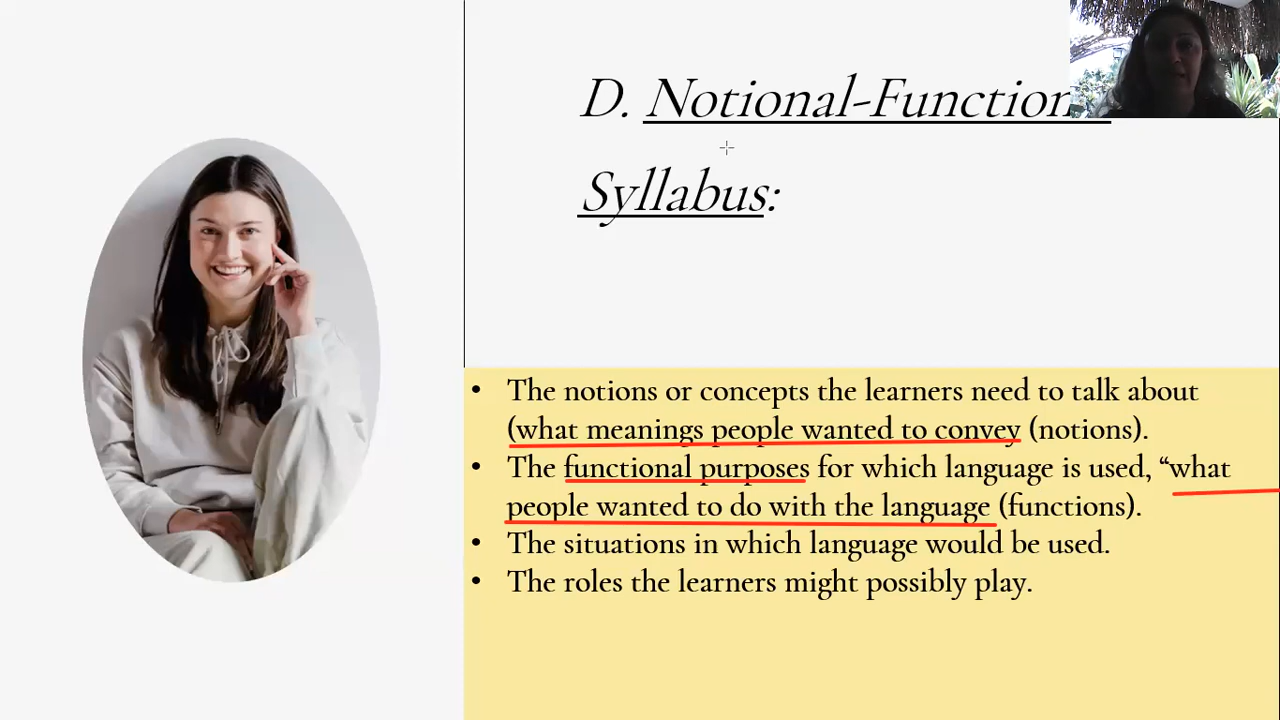 D. Notional-Function
Syllabus:
• The notions or concepts the learners need to talk about
(what meanings people wanted to convey (notions).
• The functional purposes for which language is used, “what
people wanted to do with the language (functions).
• The situations in which language would be used.
• The roles the learners might possibly play.